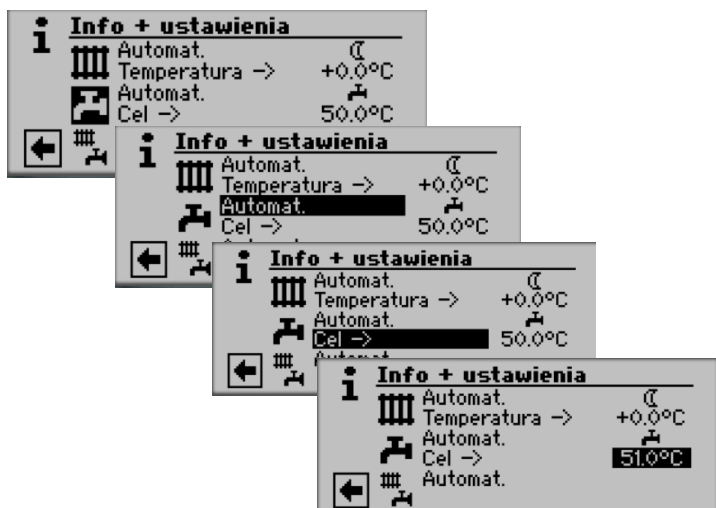 Info + ustawienia
Automat.
Temperatura -> +0.0°C
Automat.
Cel -> 50.0°C
Info + ustawienia
Automat.
Temperatura -> +0.0°C
Automat.
Cel -> 50.0°C
Info + ustawienia
Automat.
Temperatura -> +0.0°C
Automat.
Cel -> 50.0°C
Automat.
Info + ustawienia
Automat.
Temperatura -> +0.0°C
Automat.
Cel -> 51.0°C
Automat.